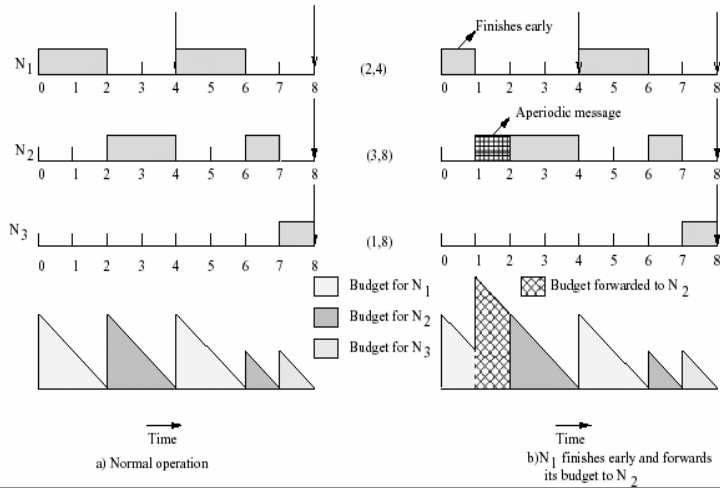 Finishes early
N1
(2,4)
0 1 2 3 4 5 6 7 8
0 1 2 3 4 5 6 7 8
Aperiodic message
N2
(3,8)
0 1 2 3 4 5 6 7 8
0 1 2 3 4 5 6 7 8
N3
(1,8)
0 1 2 3 4 5 6 7 8
0 1 2 3 4 5 6 7 8
Budget for N1
Budget forwarded to N2
Budget for N2
Budget for N3
Time
Time
a) Normal operation
b)N1 finishes early and forwards
its budget to N2